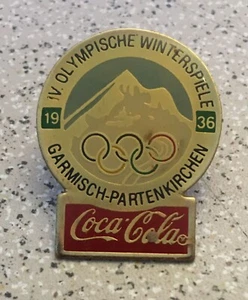 IV OLYMPISCHE WINTERSPIELE
19 36
GARMISCH-PARTENKIRCHEN
Coca-Cola